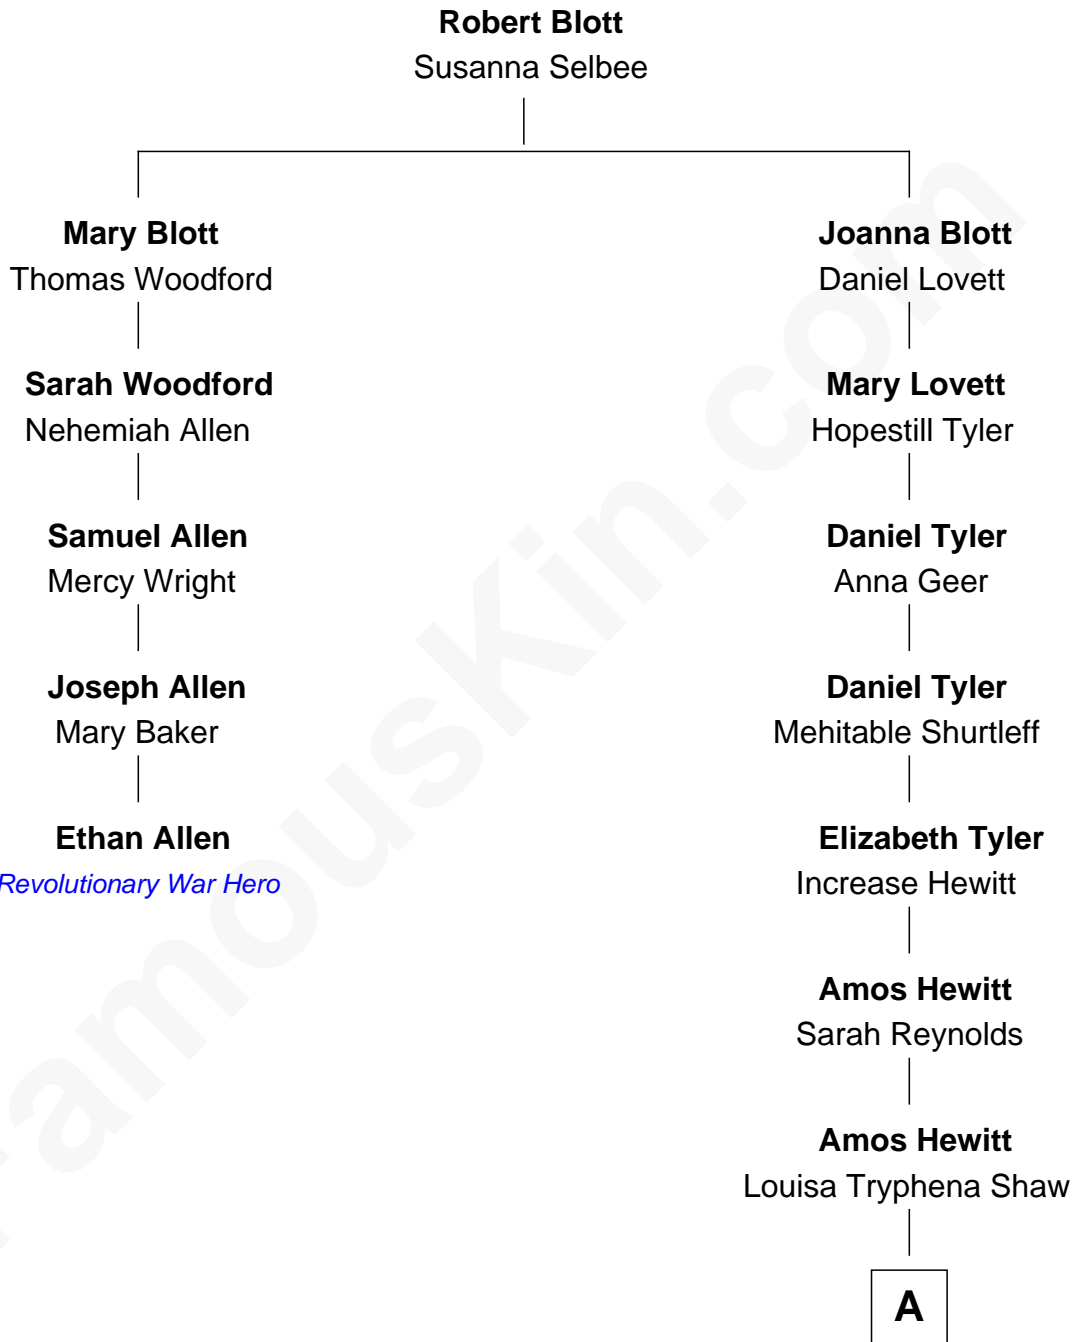 Robert Blott
Susanna Selbee
Mary Blott
Thomas Woodford
Joanna Blott
Daniel Lovett
Sarah Woodford
Nehemiah Allen
Mary Lovett
Hopestill Tyler
Samuel Allen
Mercy Wright
Daniel Tyler
Anna Geer
Joseph Allen
Mary Baker
Daniel Tyler
Mehitable Shurtleff
Ethan Allen
Revolutionary War Hero
Elizabeth Tyler
Increase Hewitt
Amos Hewitt
Sarah Reynolds
Amos Hewitt
Louisa Tryphena Shaw
A
FamousKin.com